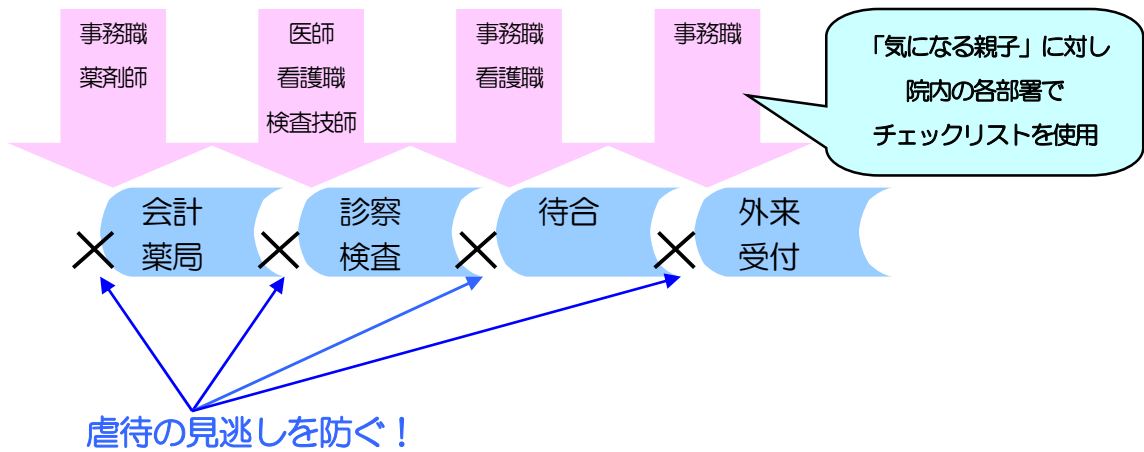 事務職
薬剤師
医師
看護職
検査技師
事務職
看護職
事務職
「気になる親子」に対し
院内の各部署で
チェックリストを使用
会計
薬局
診察
検査
待合
外来
受付
虐待の見逃しを防ぐ！